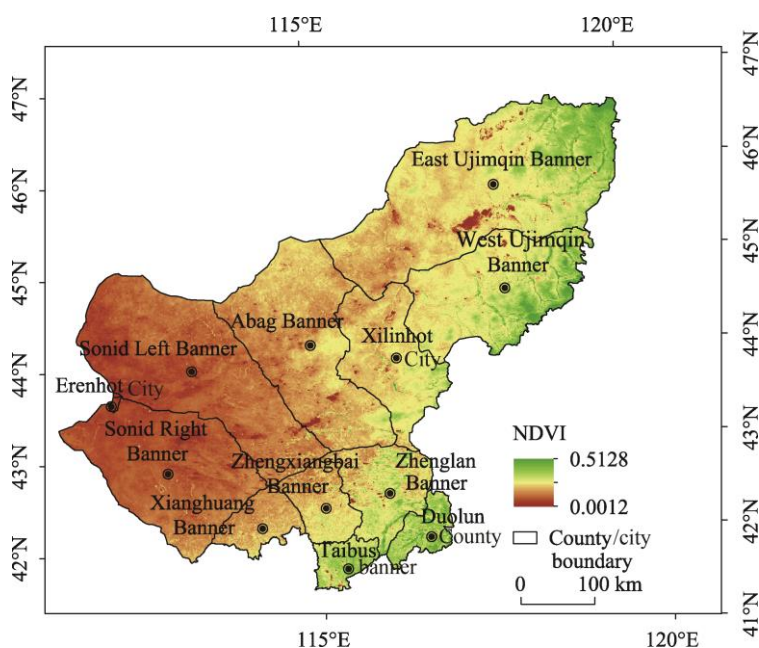 115°E
120°E
47°N
47°N
46°N
46°N
45°N
45°N
44°N
44°N
43°N
43°N
42°N
42°N
41°N
East Ujimqin Banner
West Ujimqin
Banner
Abag Banner
Xilinhot
City
Sonid Left Banner
Erenhot City
Sonid Right
Banner
Zhengxiangbai
Banner
Zhenglan
Banner
Xianghuang
Banner
Duolun
County
Taibus
banner
NDVI
0.5128
0.0012
County/city
boundary
0
100 km
115°E
120°E